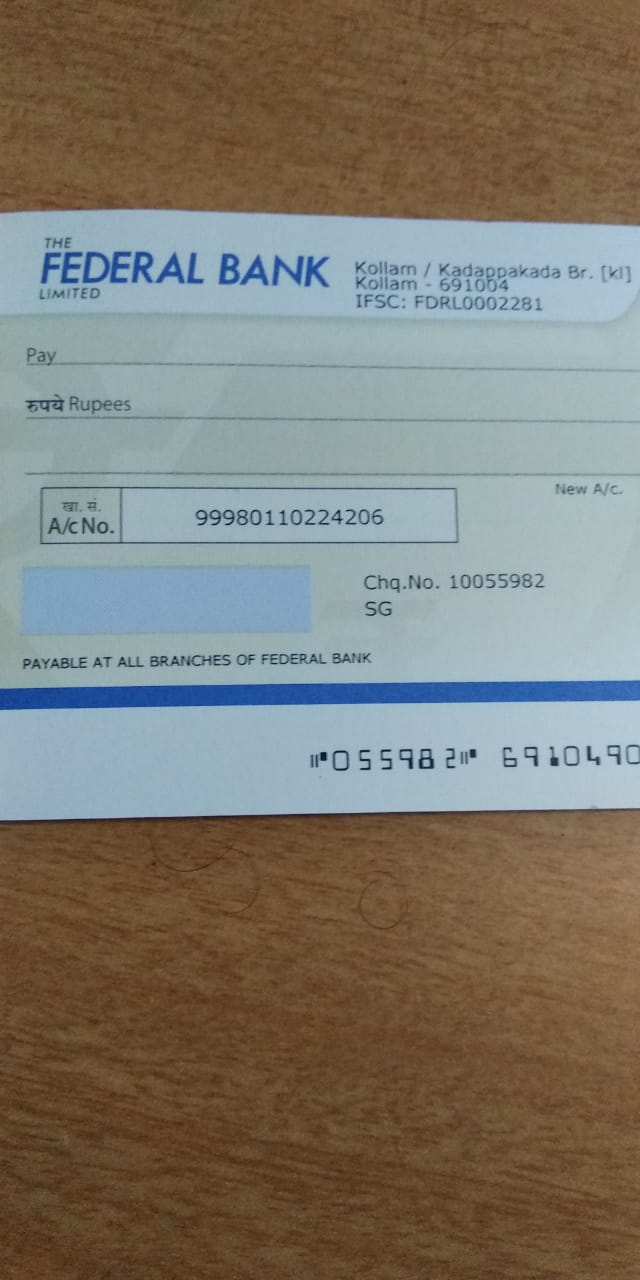 THE
FEDERAL BANK
LIMITED
Kollam / Kadappakada Br. [kl]
Kollam - 691004
IFSC: FDRL0002281
Pay
रुपये Rupees
New A/c.
खा. सं.
A/c No.
99980110224206
Chq.No. 10055982
SG
PAYABLE AT ALL BRANCHES OF FEDERAL BANK
⑈055982⑈ 6910490